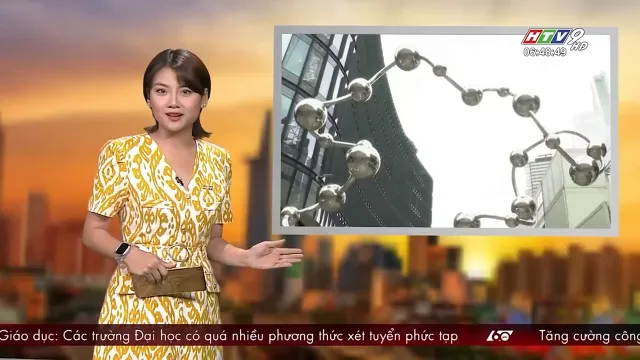 HTV9
HD
06:48:49
Giáo dục: Các trường Đại học có quá nhiều phương thức xét tuyển phức tạp
Tăng cường công